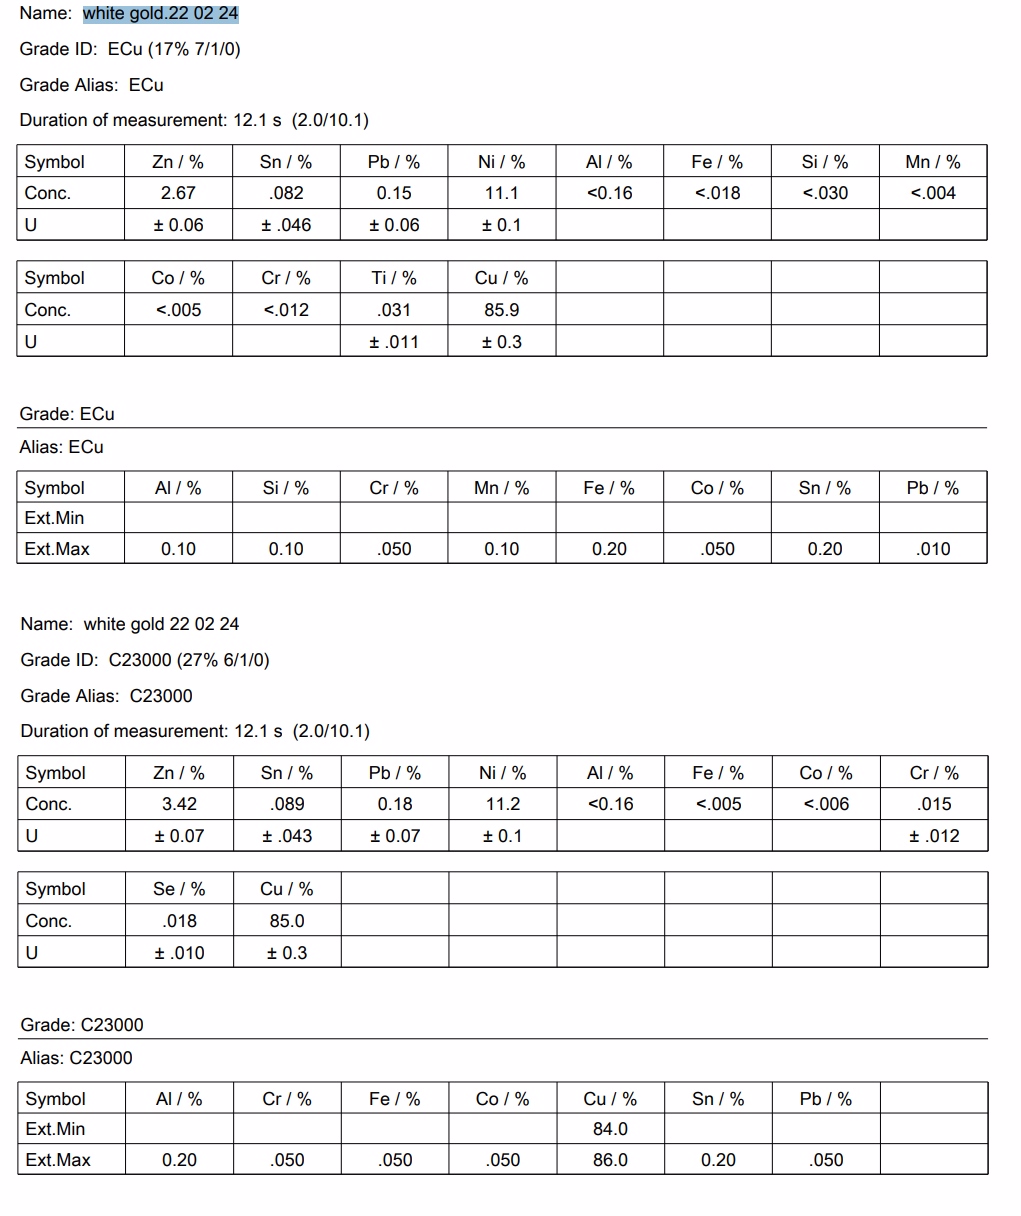 Name: white gold.22 02 24
Grade ID: ECu (17% 7/1/0)
Grade Alias: ECu
Duration of measurement: 12.1 s (2.0/10.1)
Symbol Zn / % Sn / % Pb / % Ni / % Al / % Fe / % Si / % Mn / %
Conc. 2.67 .082 0.15 11.1 <0.16 <.018 <.030 <.004
U ± 0.06 ± .046 ± 0.06 ± 0.1
Symbol Co / % Cr / % Ti / % Cu / %
Conc. <.005 <.012 .031 85.9
U ± .011 ± 0.3
Grade: ECu
Alias: ECu
Symbol Al / % Si / % Cr / % Mn / % Fe / % Co / % Sn / % Pb / %
Ext.Min
Ext.Max 0.10 0.10 .050 0.10 0.20 .050 0.20 .010
Name: white gold 22 02 24
Grade ID: C23000 (27% 6/1/0)
Grade Alias: C23000
Duration of measurement: 12.1 s (2.0/10.1)
Symbol Zn / % Sn / % Pb / % Ni / % Al / % Fe / % Co / % Cr / %
Conc. 3.42 .089 0.18 11.2 <0.16 <.005 <.006 .015
U ± 0.07 ± .043 ± 0.07 ± 0.1 ± .012
Symbol Se / % Cu / %
Conc. .018 85.0
U ± .010 ± 0.3
Grade: C23000
Alias: C23000
Symbol Al / % Cr / % Fe / % Co / % Cu / % Sn / % Pb / %
Ext.Min 84.0
Ext.Max 0.20 .050 .050 .050 86.0 0.20 .050